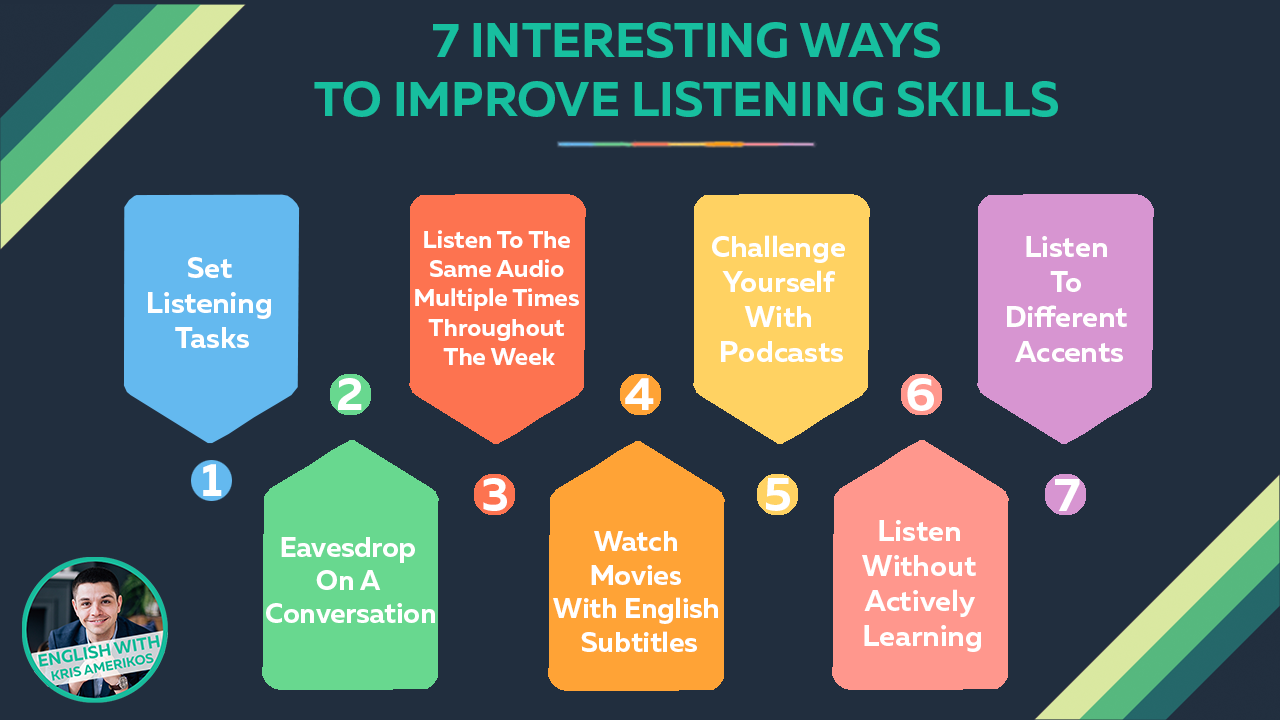 7 INTERESTING WAYS
TO IMPROVE LISTENING SKILLS
Set
Listening
Tasks
1
2
Eavesdrop
On A
Conversation
Listen To The
Same Audio
Multiple Times
Throughout
The Week
3
4
Watch
Movies
With English
Subtitles
Challenge
Yourself
With
Podcasts
5
6
Listen
Without
Actively
Learning
Listen
To
Different
Accents
7
ENGLISH WITH
KRIS AMERIKOS